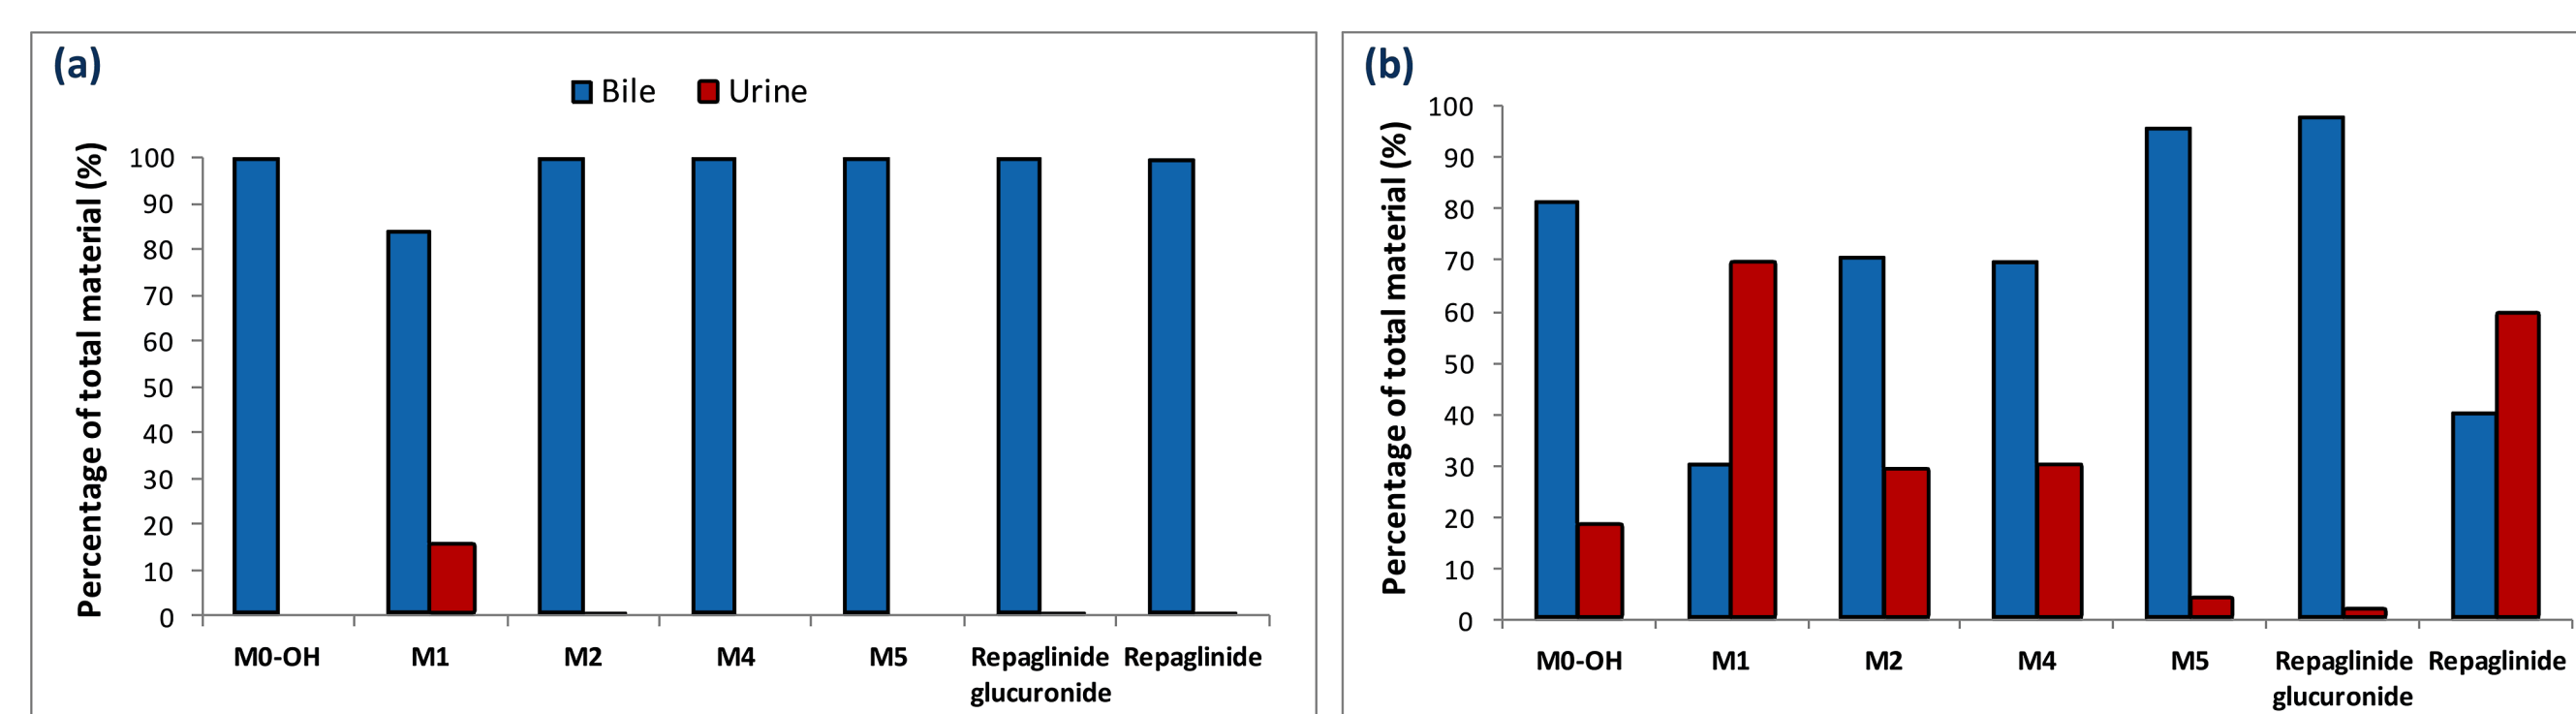 (a)
Bile Urine
Percentage of total material (%)
100
90
80
70
60
50
40
30
20
10
0
M0-OH M1 M2 M4 M5 Repaglinide Repaglinide
glucuronide
(b)
Percentage of total material (%)
100
90
80
70
60
50
40
30
20
10
0
M0-OH M1 M2 M4 M5 Repaglinide Repaglinide
glucuronide